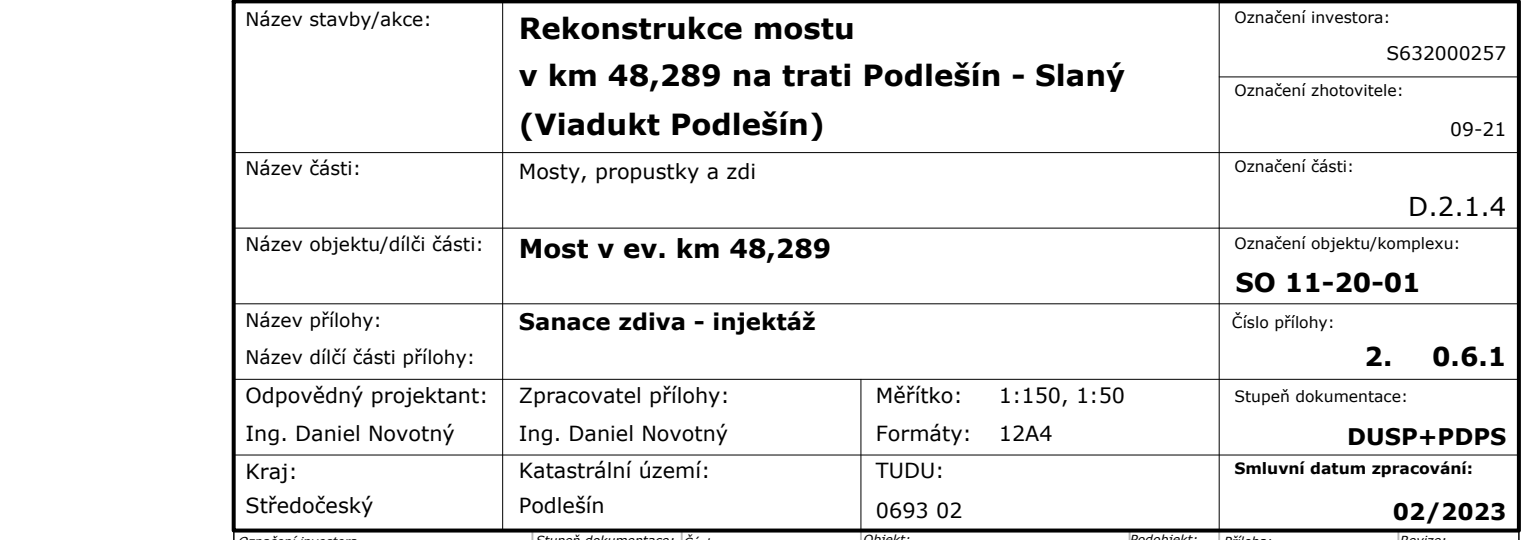 Název stavby/akce:
Rekonstrukce mostu
v km 48,289 na trati Podlešín - Slaný
(Viadukt Podlešín)
Označení investora:
S632000257
Označení zhotovitele:
09-21
Název části:
Mosty, propustky a zdi
Označení části:
D.2.1.4
Název objektu/dílči části:
Most v ev. km 48,289
Označení objektu/komplexu:
SO 11-20-01
Název přílohy:
Sanace zdiva - injektáž
Číslo přílohy:
Název dílčí části přílohy:
2. 0.6.1
Odpovědný projektant:
Ing. Daniel Novotný
Zpracovatel přílohy:
Ing. Daniel Novotný
Měřítko: 1:150, 1:50
Formáty: 12A4
Stupeň dokumentace:
DUSP+PDPS
Kraj:
Středočeský
Katastrální území:
Podlešín
TUDU:
0693 02
Smluvní datum zpracování:
02/2023